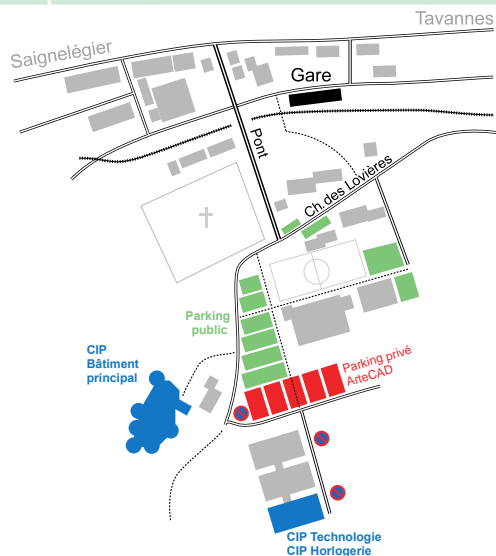 Tavannes
Saignelégier
Gare
Pont
Ch. des Lovières
Parking
public
CIP
Bâtiment
principal
Parking privé
ArteCAD
CIP Technologie
CIP Horlogerie